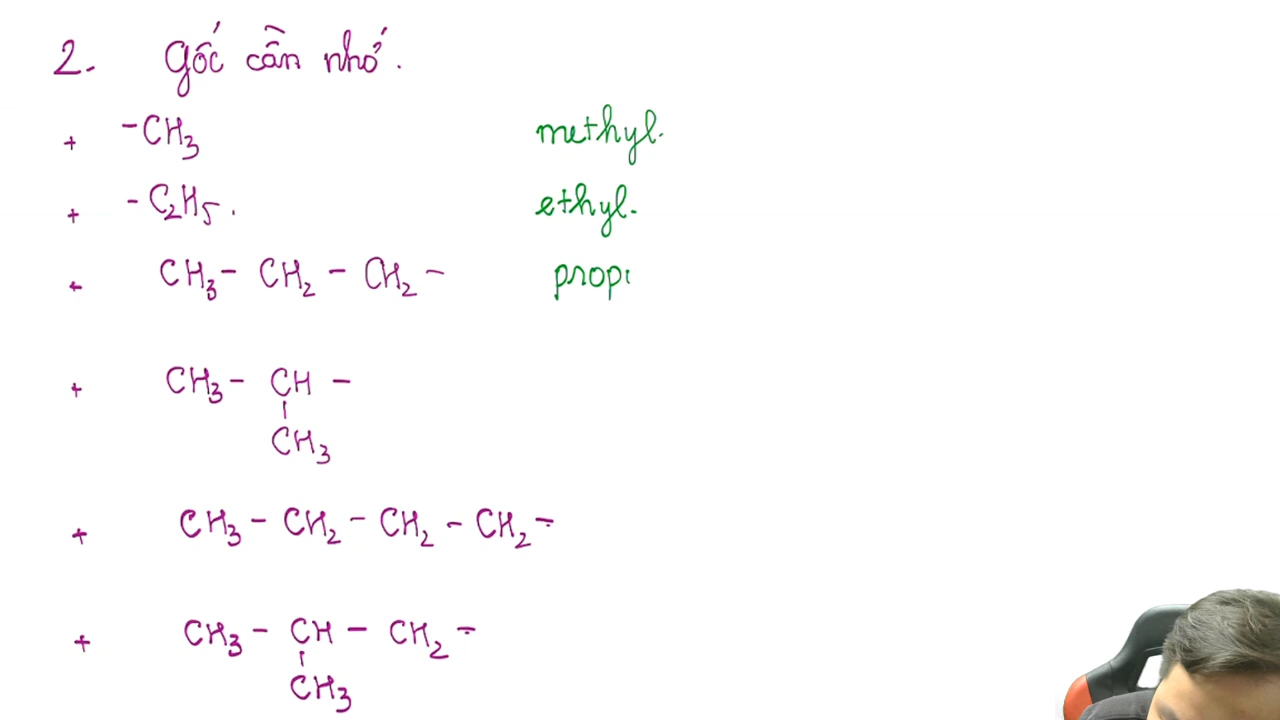 2. Gốc cần nhớ.
+ -CH3 methyl.
+ -C2H5. ethyl.
+ CH3- CH2 - CH2 - prop
+ CH3- CH -
CH3
+ CH3 - CH2 - CH2 - CH2 -
+ CH3 - CH - CH2 -
CH3